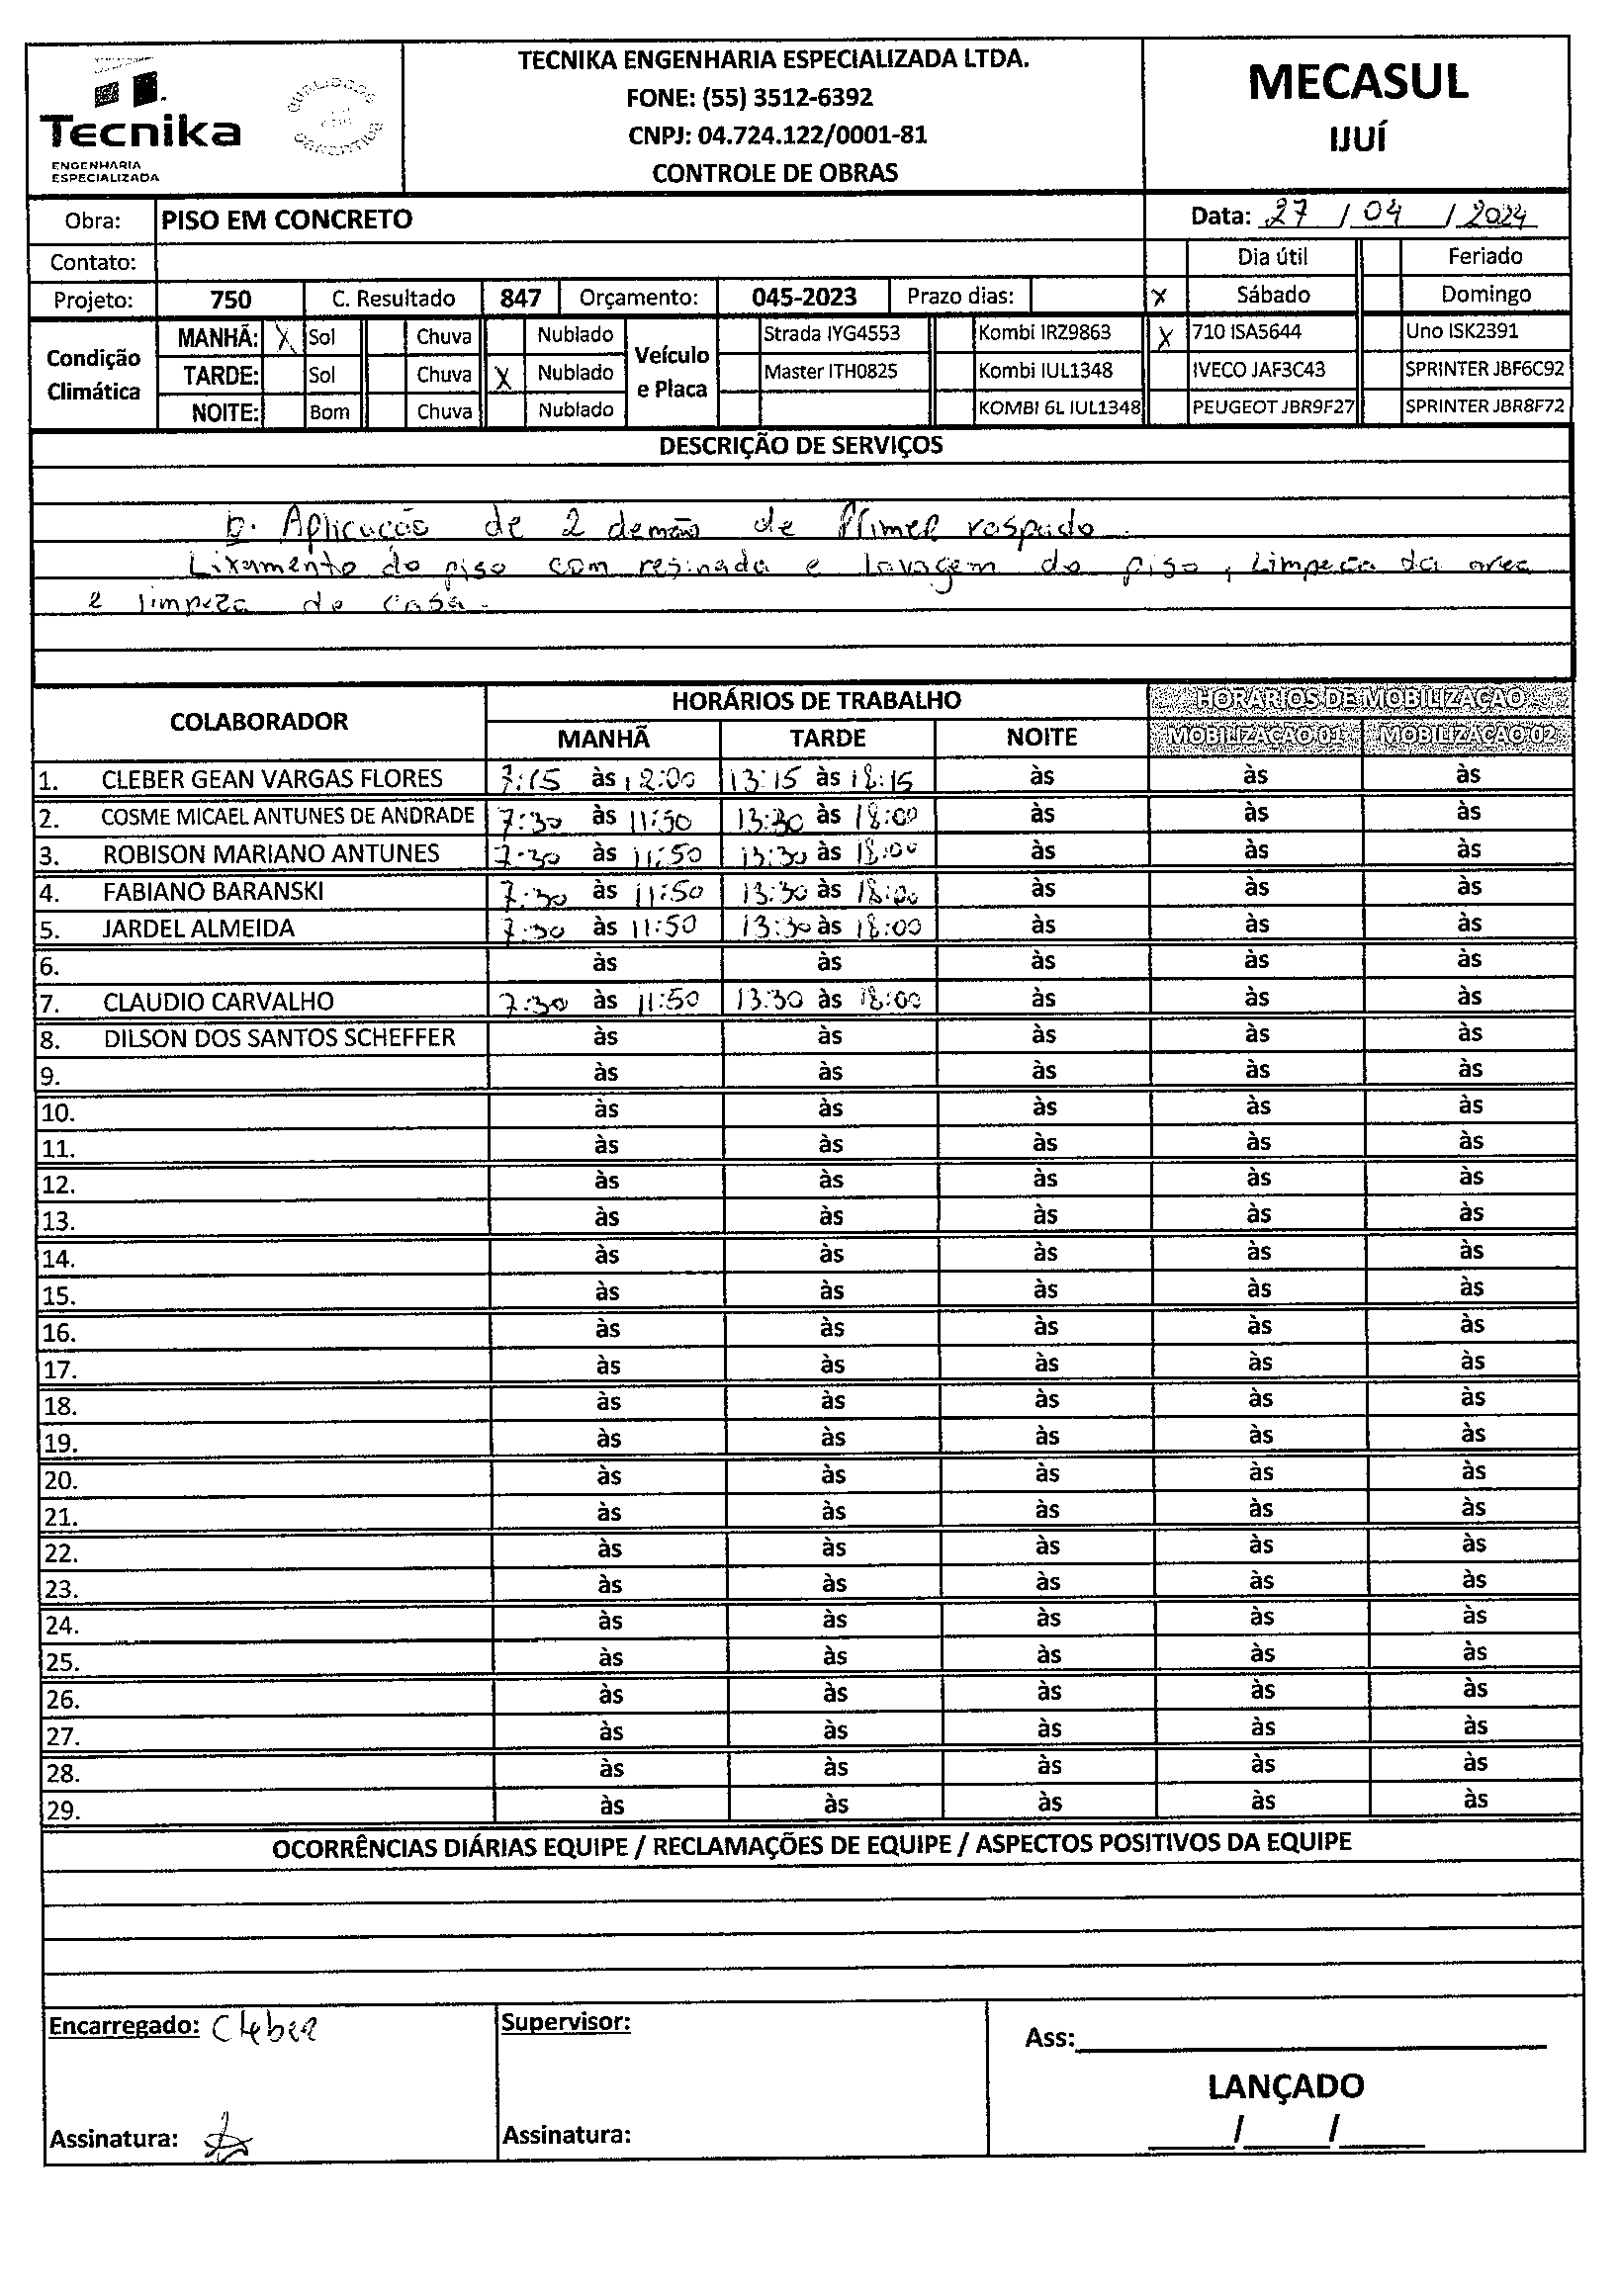 Tecnika
ENGENHARIA
ESPECIALIZADA
TECNIKA ENGENHARIA ESPECIALIZADA LTDA.
FONE: (55) 3512-6392
CNPJ: 04.724.122/0001-81
CONTROLE DE OBRAS
MECASUL
IJUÍ
Obra: PISO EM CONCRETO Data: 27 / 04 / 2024
Contato: Dia útil Feriado
Projeto: 750 C. Resultado 847 Orçamento: 045-2023 Prazo dias: X Sábado Domingo
Condição Climática
MANHÃ: X Sol Chuva Nublado
TARDE: Sol Chuva X Nublado
NOITE: Bom Chuva Nublado
Veículo e Placa
Strada IYG4553 Kombi IRZ9863 X 710 ISA5644 Uno ISK2391
Master ITH0825 Kombi IUL1348 IVECO JAF3C43 SPRINTER JBF6C92
KOMBI 6L IUL1348 PEUGEOT JBR9F27 SPRINTER JBR8F72
DESCRIÇÃO DE SERVIÇOS
Aplicação de 2 demão de Primer raspado.
Lixamento do piso com resinada e lavagem do piso, Limpeza da area
e limpeza da casa.
COLABORADOR HORÁRIOS DE TRABALHO HORÁRIOS DE MOBILIZAÇÃO
MANHÃ TARDE NOITE MOBILIZAÇÃO 01 MOBILIZAÇÃO 02
1. CLEBER GEAN VARGAS FLORES 7:15 às 12:00 13:15 às 18:15 às às às
2. COSME MICAEL ANTUNES DE ANDRADE 7:30 às 11:50 13:30 às 18:00 às às às
3. ROBISON MARIANO ANTUNES 7:30 às 11:50 13:30 às 18:00 às às às
4. FABIANO BARANSKI 7:30 às 11:50 13:30 às 18:00 às às às
5. JARDEL ALMEIDA 7:30 às 11:50 13:30 às 18:00 às às às
6. às às às às às
7. CLAUDIO CARVALHO 7:30 às 11:50 13:30 às 18:00 às às às
8. DILSON DOS SANTOS SCHEFFER às às às às às
9. às às às às às
10. às às às às às
11. às às às às às
12. às às às às às
13. às às às às às
14. às às às às às
15. às às às às às
16. às às às às às
17. às às às às às
18. às às às às às
19. às às às às às
20. às às às às às
21. às às às às às
22. às às às às às
23. às às às às às
24. às às às às às
25. às às às às às
26. às às às às às
27. às às às às às
28. às às às às às
29. às às às às às
OCORRÊNCIAS DIÁRIAS EQUIPE / RECLAMAÇÕES DE EQUIPE / ASPECTOS POSITIVOS DA EQUIPE
Encarregado: Cleber
Assinatura:
Supervisor:
Assinatura:
Ass:
LANÇADO
/ /